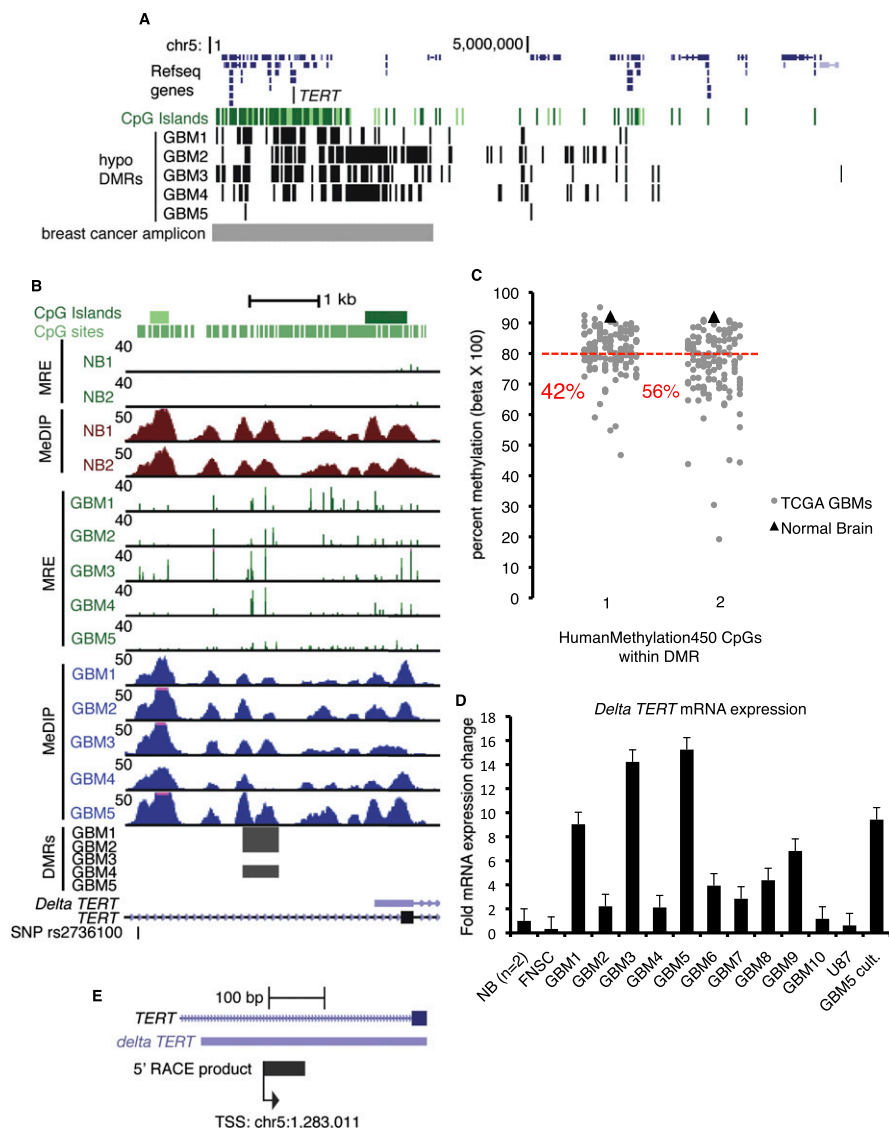 A
chr5: 1 5,000,000
Refseq
genes
TERT
CpG Islands
hypo
DMRs
GBM1
GBM2
GBM3
GBM4
GBM5
breast cancer amplicon
B
1 kb
CpG Islands
CpG sites
MRE
40
NB1
40
NB2
MeDIP
50
NB1
50
NB2
MRE
40
GBM1
40
GBM2
40
GBM3
40
GBM4
40
GBM5
MeDIP
50
GBM1
50
GBM2
50
GBM3
50
GBM4
50
GBM5
DMRs
GBM1
GBM2
GBM3
GBM4
GBM5
Delta TERT
TERT
SNP rs2736100
C
percent methylation (beta X 100)
100
90
80
70
60
50
40
30
20
10
0
42%
56%
TCGA GBMs
Normal Brain
1 2
HumanMethylation450 CpGs
within DMR
D
Delta TERT mRNA expression
Fold mRNA expression change
18
16
14
12
10
8
6
4
2
0
NB (n=2)
FNSC
GBM1
GBM2
GBM3
GBM4
GBM5
GBM6
GBM7
GBM8
GBM9
GBM10
U87
GBM5 cult.
E
100 bp
TERT
delta TERT
5' RACE product
TSS: chr5:1,283,011